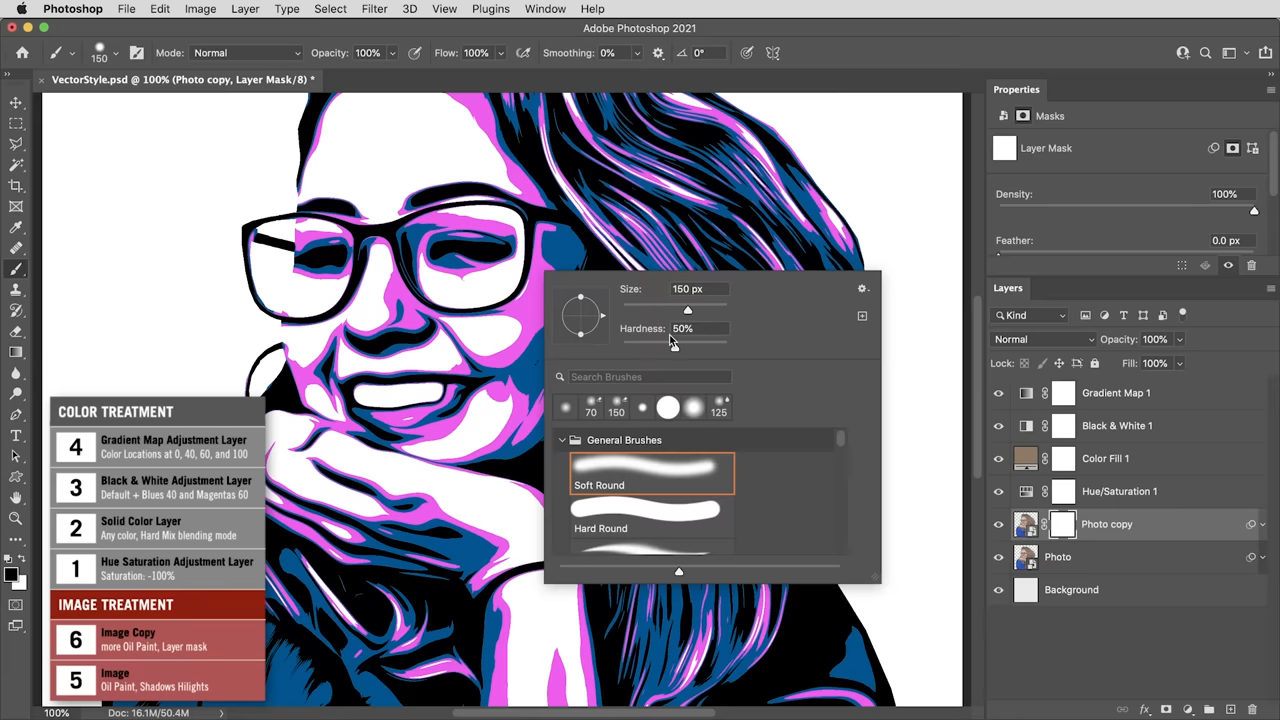 Photoshop File Edit Image Layer Type Select Filter 3D View Plugins Window Help
Adobe Photoshop 2021
150 Mode: Normal Opacity: 100% Flow: 100% Smoothing: 0% 0°
VectorStyle.psd @ 100% (Photo copy, Layer Mask/8) *
Properties
Masks
Layer Mask
Density: 100%
Feather: 0.0 px
Layers
Kind
Normal Opacity: 100%
Lock: Fill: 100%
Gradient Map 1
Black & White 1
Color Fill 1
Hue/Saturation 1
Photo copy
Photo
Background
Size: 150 px
Hardness: 50%
Search Brushes
70 150 125
General Brushes
Soft Round
Hard Round
COLOR TREATMENT
4 Gradient Map Adjustment Layer
Color Locations at 0, 40, 60, and 100
3 Black & White Adjustment Layer
Default + Blues 40 and Magentas 60
2 Solid Color Layer
Any color, Hard Mix blending mode
1 Hue Saturation Adjustment Layer
Saturation: -100%
IMAGE TREATMENT
6 Image Copy
more Oil Paint, Layer mask
5 Image
Oil Paint, Shadows Hilights
100% Doc: 16.1M/50.4M